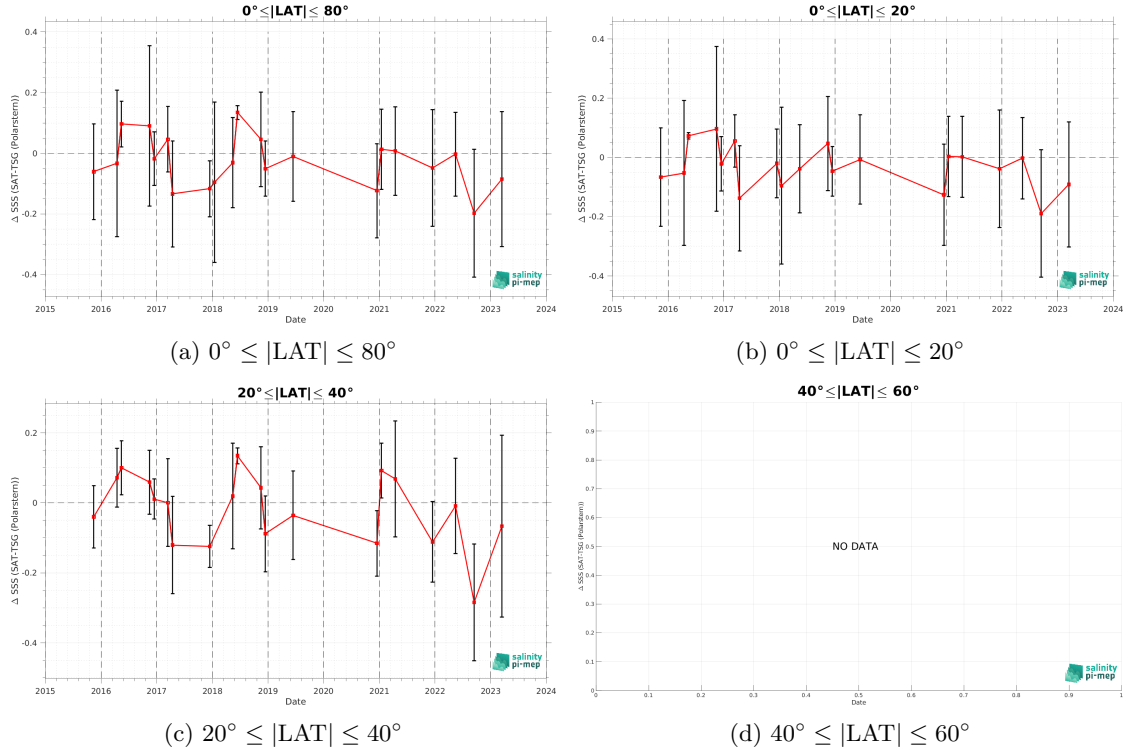 0°≤|LAT|≤ 80°
0.4
0.2
0
-0.2
-0.4
Δ SSS (SAT-TSG (Polarstern))
2015 2016 2017 2018 2019 2020 2021 2022 2023 2024
Date
salinity
pi-mep
(a) 0° ≤ |LAT| ≤ 80°
0°≤|LAT|≤ 20°
0.4
0.2
0
-0.2
-0.4
Δ SSS (SAT-TSG (Polarstern))
2015 2016 2017 2018 2019 2020 2021 2022 2023 2024
Date
salinity
pi-mep
(b) 0° ≤ |LAT| ≤ 20°
20°≤|LAT|≤ 40°
0.2
0
-0.2
-0.4
Δ SSS (SAT-TSG (Polarstern))
2015 2016 2017 2018 2019 2020 2021 2022 2023 2024
Date
salinity
pi-mep
(c) 20° ≤ |LAT| ≤ 40°
40°≤|LAT|≤ 60°
1
0.9
0.8
0.7
0.6
0.5
0.4
0.3
0.2
0.1
0
Δ SSS (SAT-TSG (Polarstern))
NO DATA
0 0.1 0.2 0.3 0.4 0.5 0.6 0.7 0.8 0.9 1
Date
salinity
pi-mep
(d) 40° ≤ |LAT| ≤ 60°